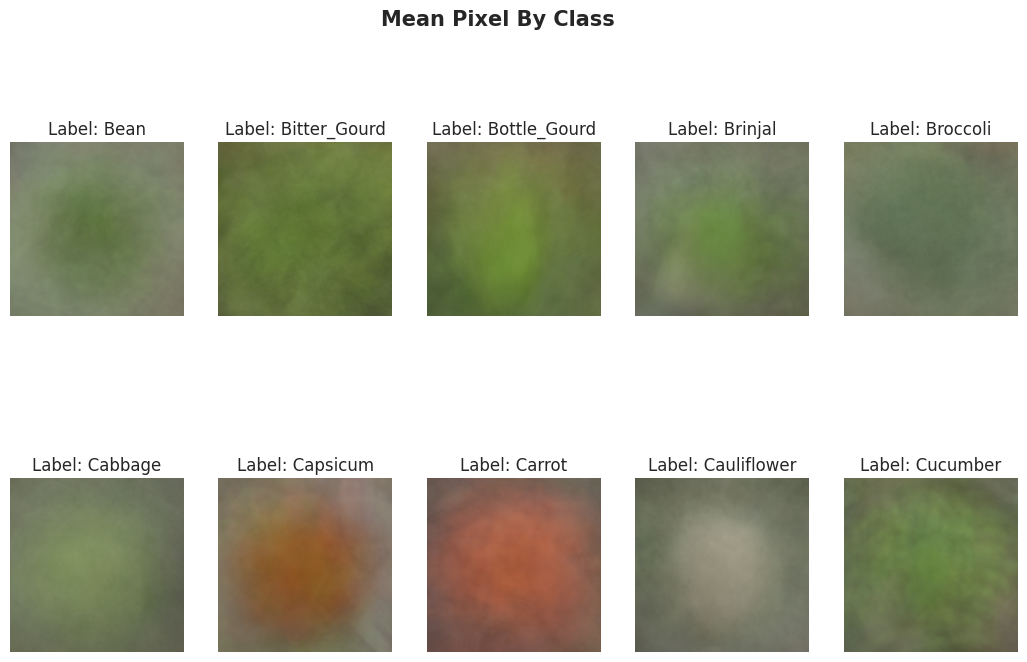 Mean Pixel By Class
Label: Bean
Label: Bitter_Gourd
Label: Bottle_Gourd
Label: Brinjal
Label: Broccoli
Label: Cabbage
Label: Capsicum
Label: Carrot
Label: Cauliflower
Label: Cucumber